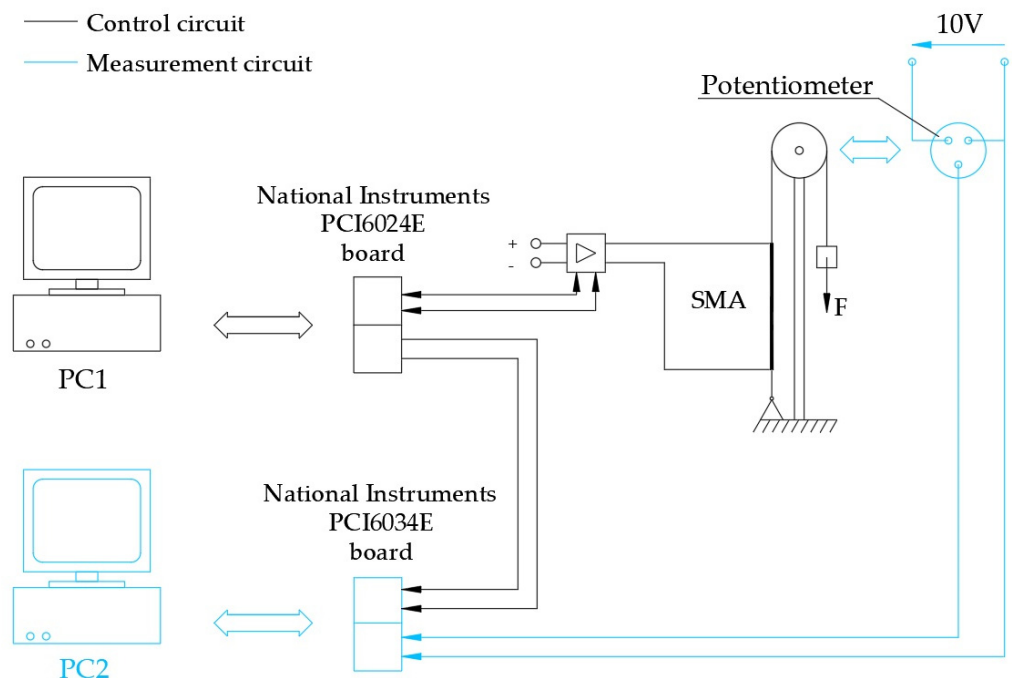 Control circuit
Measurement circuit
10V
Potentiometer
National Instruments
PCI6024E
board
+
-
SMA
F
PC1
National Instruments
PCI6034E
board
PC2